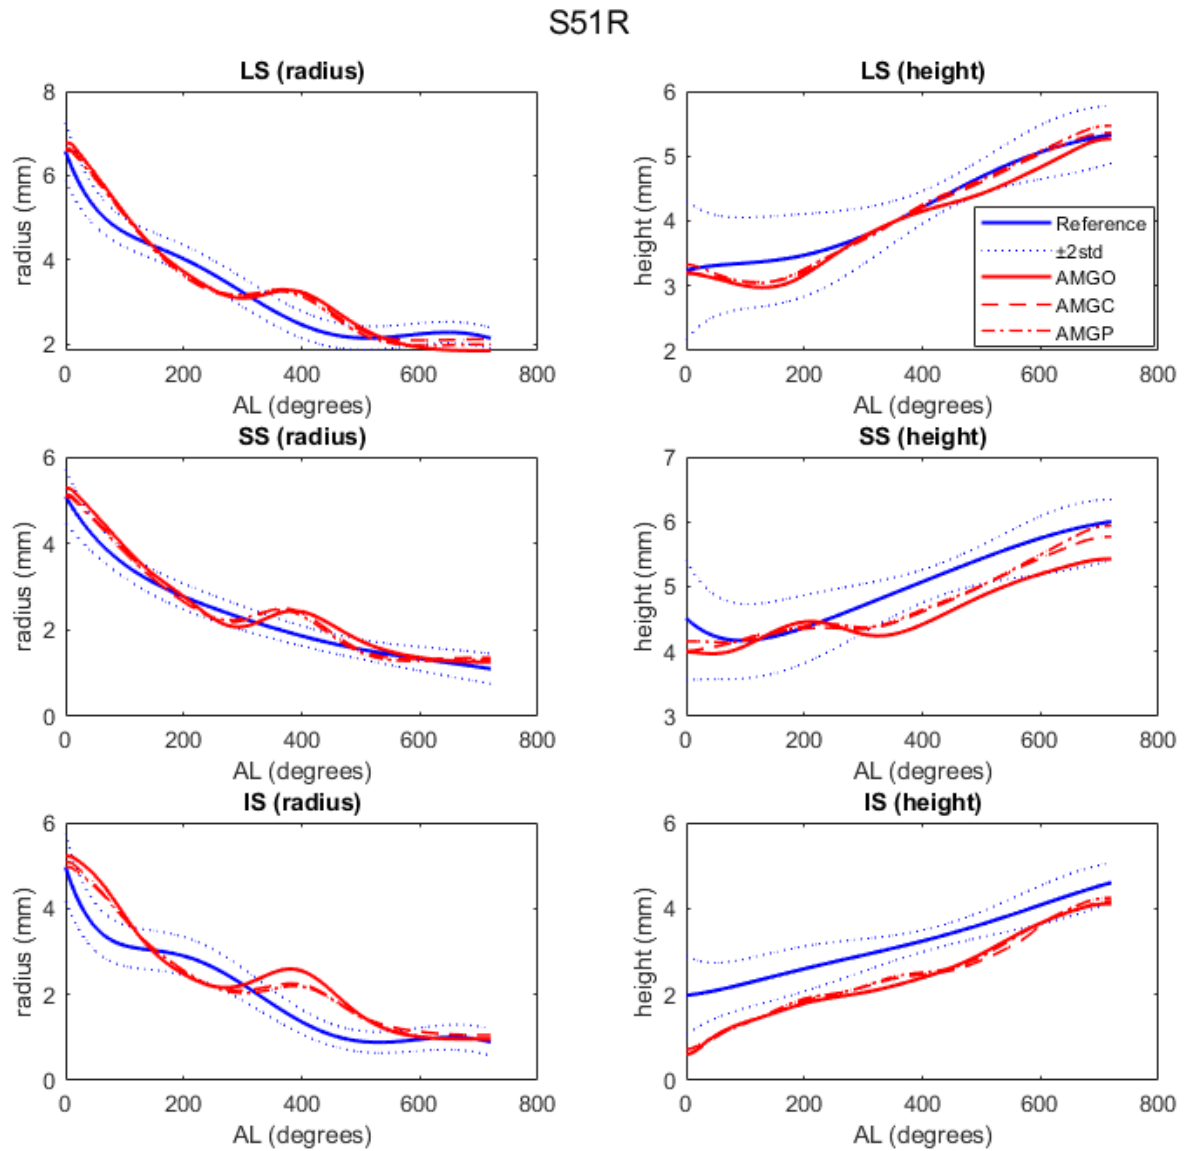 S51R
LS (radius)
8
6
4
2
radius (mm)
0 200 400 600 800
AL (degrees)
LS (height)
6
5
4
3
2
height (mm)
Reference
±2std
AMGO
AMGC
AMGP
0 200 400 600 800
AL (degrees)
SS (radius)
6
4
2
0
radius (mm)
0 200 400 600 800
AL (degrees)
SS (height)
7
6
5
4
3
height (mm)
0 200 400 600 800
AL (degrees)
IS (radius)
6
4
2
0
radius (mm)
0 200 400 600 800
AL (degrees)
IS (height)
6
4
2
0
height (mm)
0 200 400 600 800
AL (degrees)